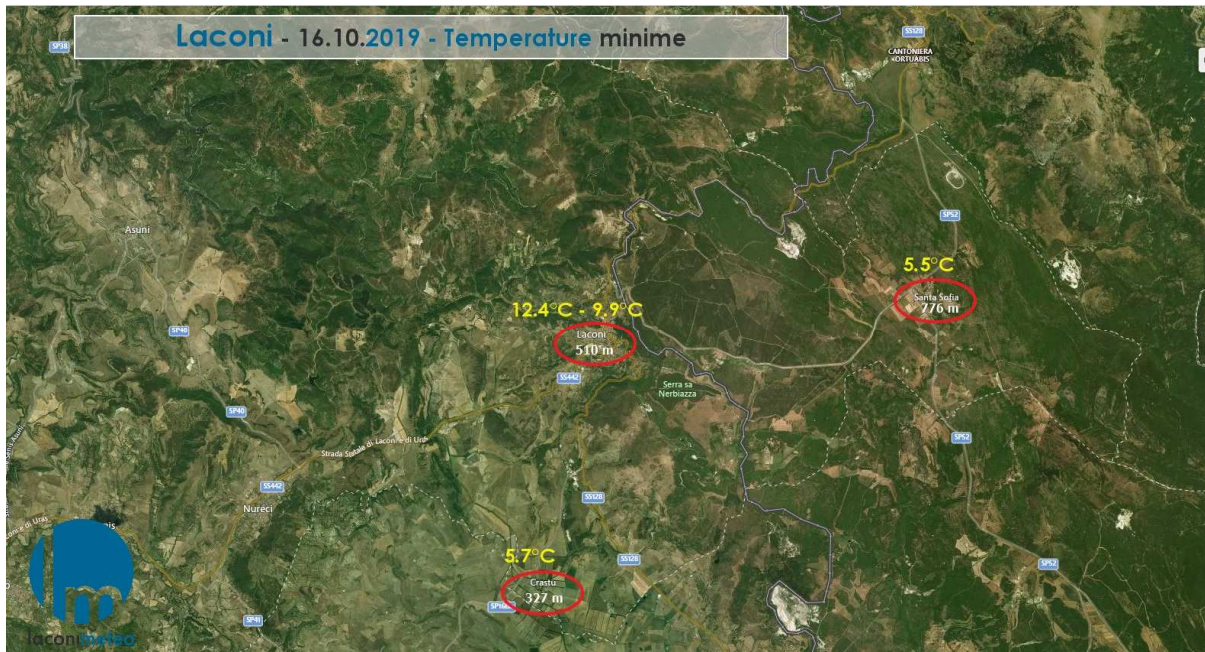 Laconi - 16.10.2019 - Temperature minime
SP38
SS128
CANTONIERA
«ORTUABIS
SP52
Asuni
5.5°C
Santa Sofia
776 m
12.4°C - 9.9°C
Laconi
510 m
SP40
SS442
Serra sa
Nerbiazza
SP40
Strada Statale di Laconi e di Uras
SP52
SS442
SS128
Nureci
5.7°C
SS128
SP52
Crastu
327 m
SP41
laconimeteo